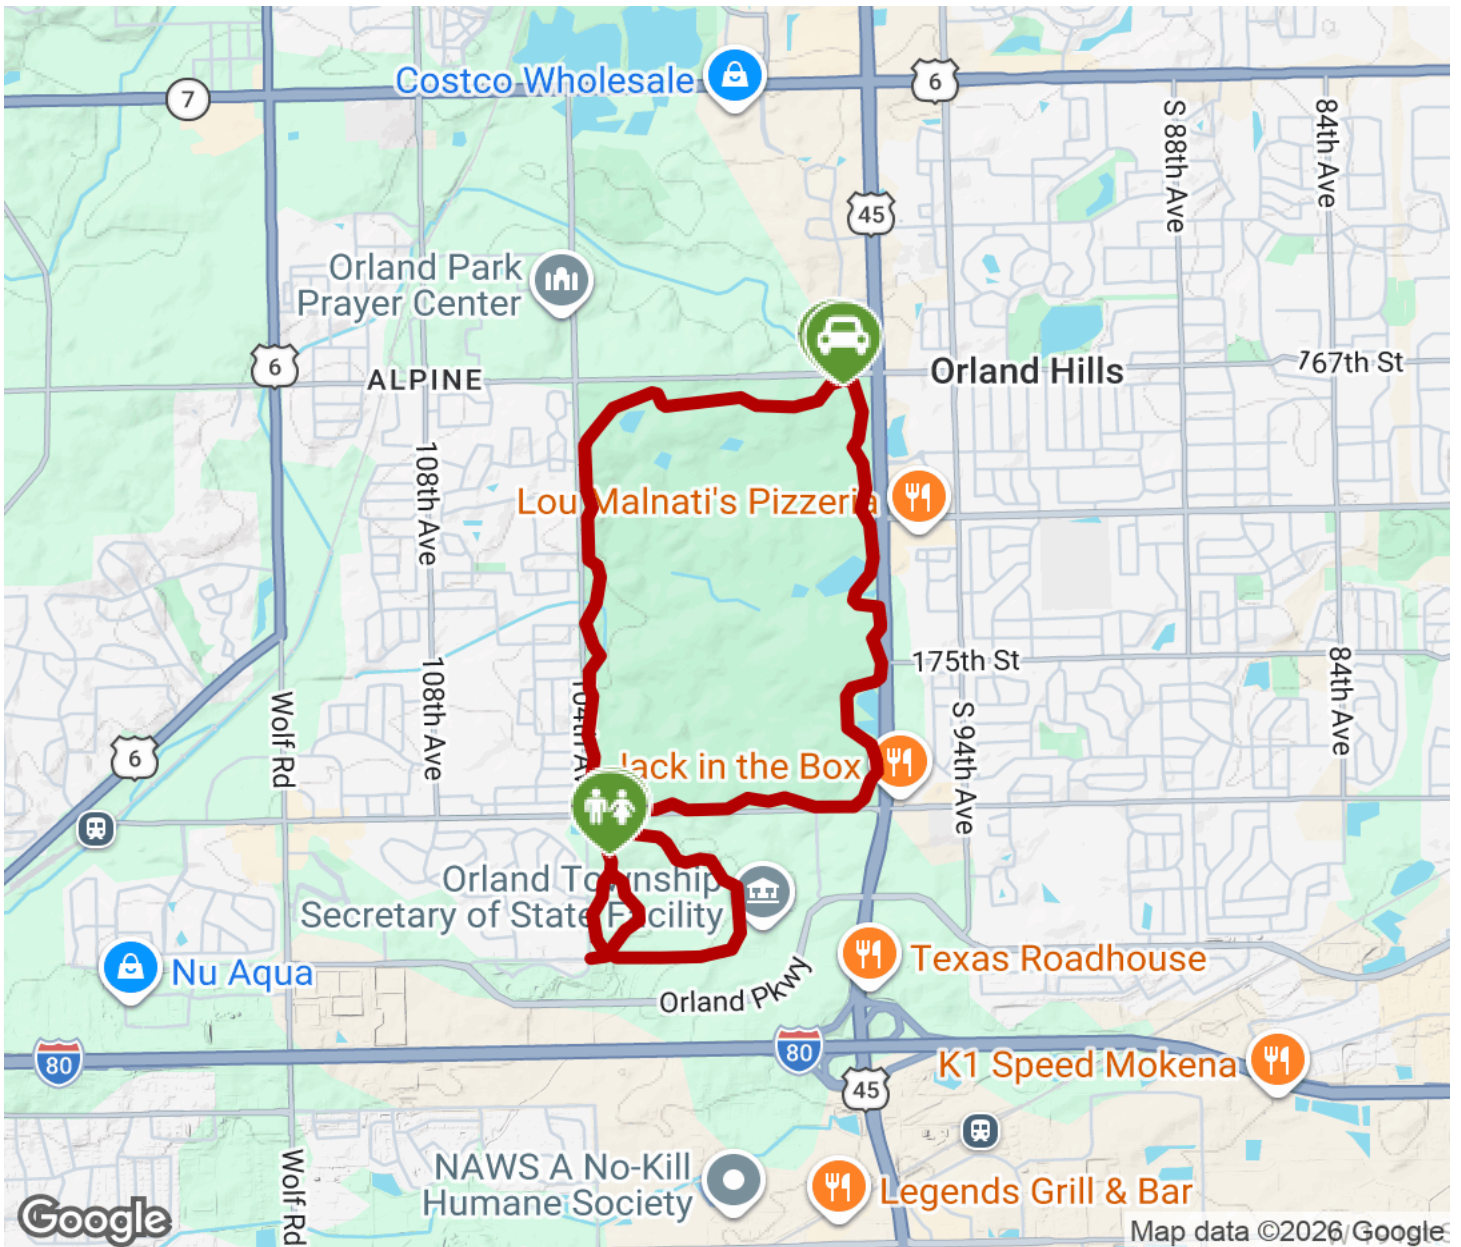 Costco Wholesale
6
7
S 88th Ave
84th Ave
45
Orland Park
Prayer Center
6
ALPINE
Orland Hills
167th St
108th Ave
Lou Malnati's Pizzeria
175th St
108th Ave
84th Ave
Wolf Rd
S 94th Ave
104th Av
6
Jack in the Box
Orland Township
Secretary of State Facility
Nu Aqua
Texas Roadhouse
Orland Pkwy
80
80
K1 Speed Mokena
45
NAWS A No-Kill
Humane Society
Wolf Rd
Legends Grill & Bar
Google
Map data ©2026 Google